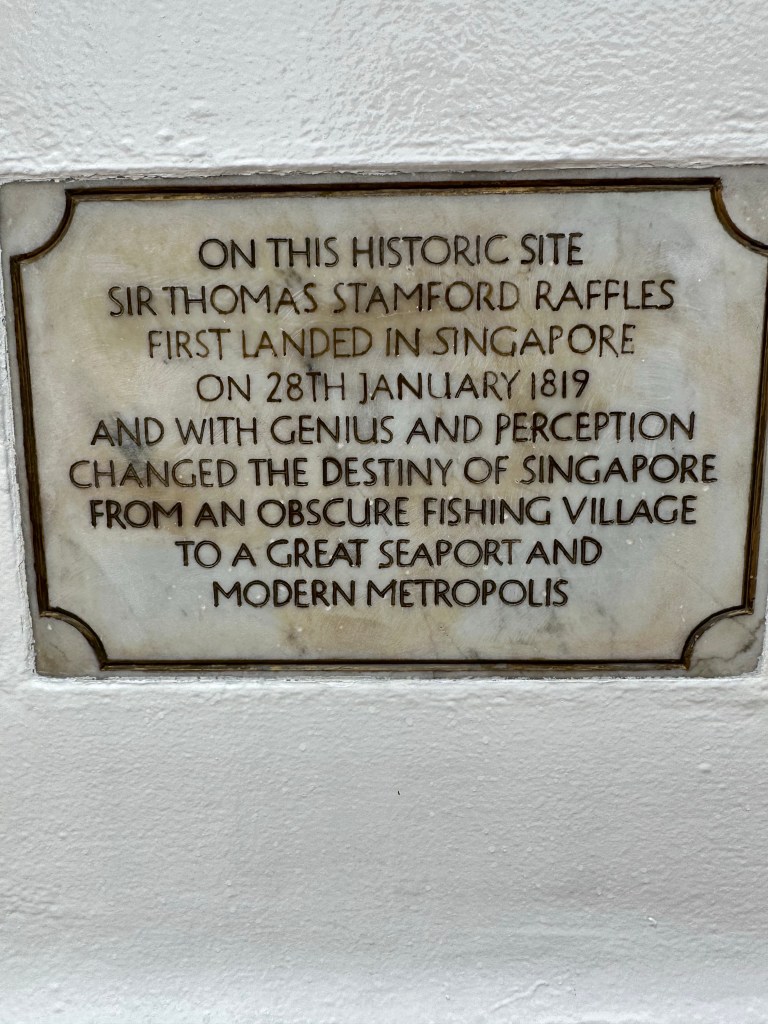 ON THIS HISTORIC SITE
SIR THOMAS STAMFORD RAFFLES
FIRST LANDED IN SINGAPORE
ON 28TH JANUARY 1819
AND WITH GENIUS AND PERCEPTION
CHANGED THE DESTINY OF SINGAPORE
FROM AN OBSCURE FISHING VILLAGE
TO A GREAT SEAPORT AND
MODERN METROPOLIS